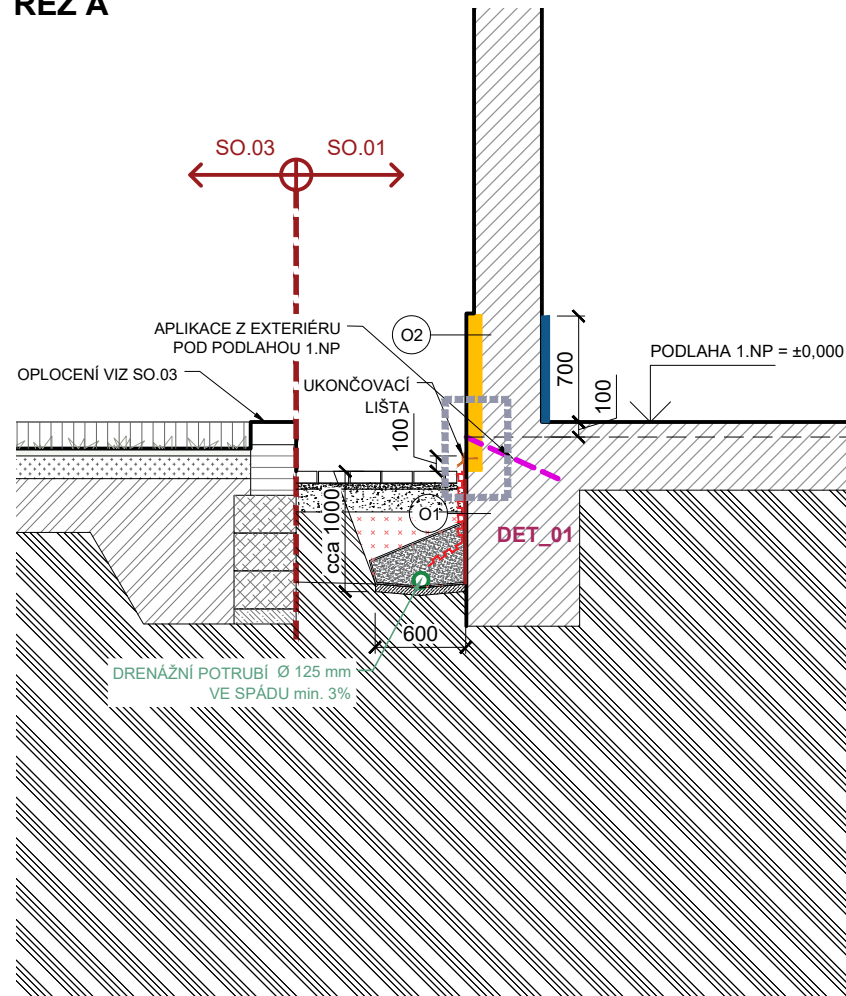 ŘEZ A
SO.03
SO.01
APLIKACE Z EXTERIÉRU
POD PODLAHOU 1.NP
O2
700
PODLAHA 1.NP = ±0,000
OPLOCENÍ VIZ SO.03
UKONČOVACÍ
LIŠTA
100
100
O1
cca 1000
DET_01
600
DRENÁŽNÍ POTRUBÍ Ø 125 mm
VE SPÁDU min. 3%